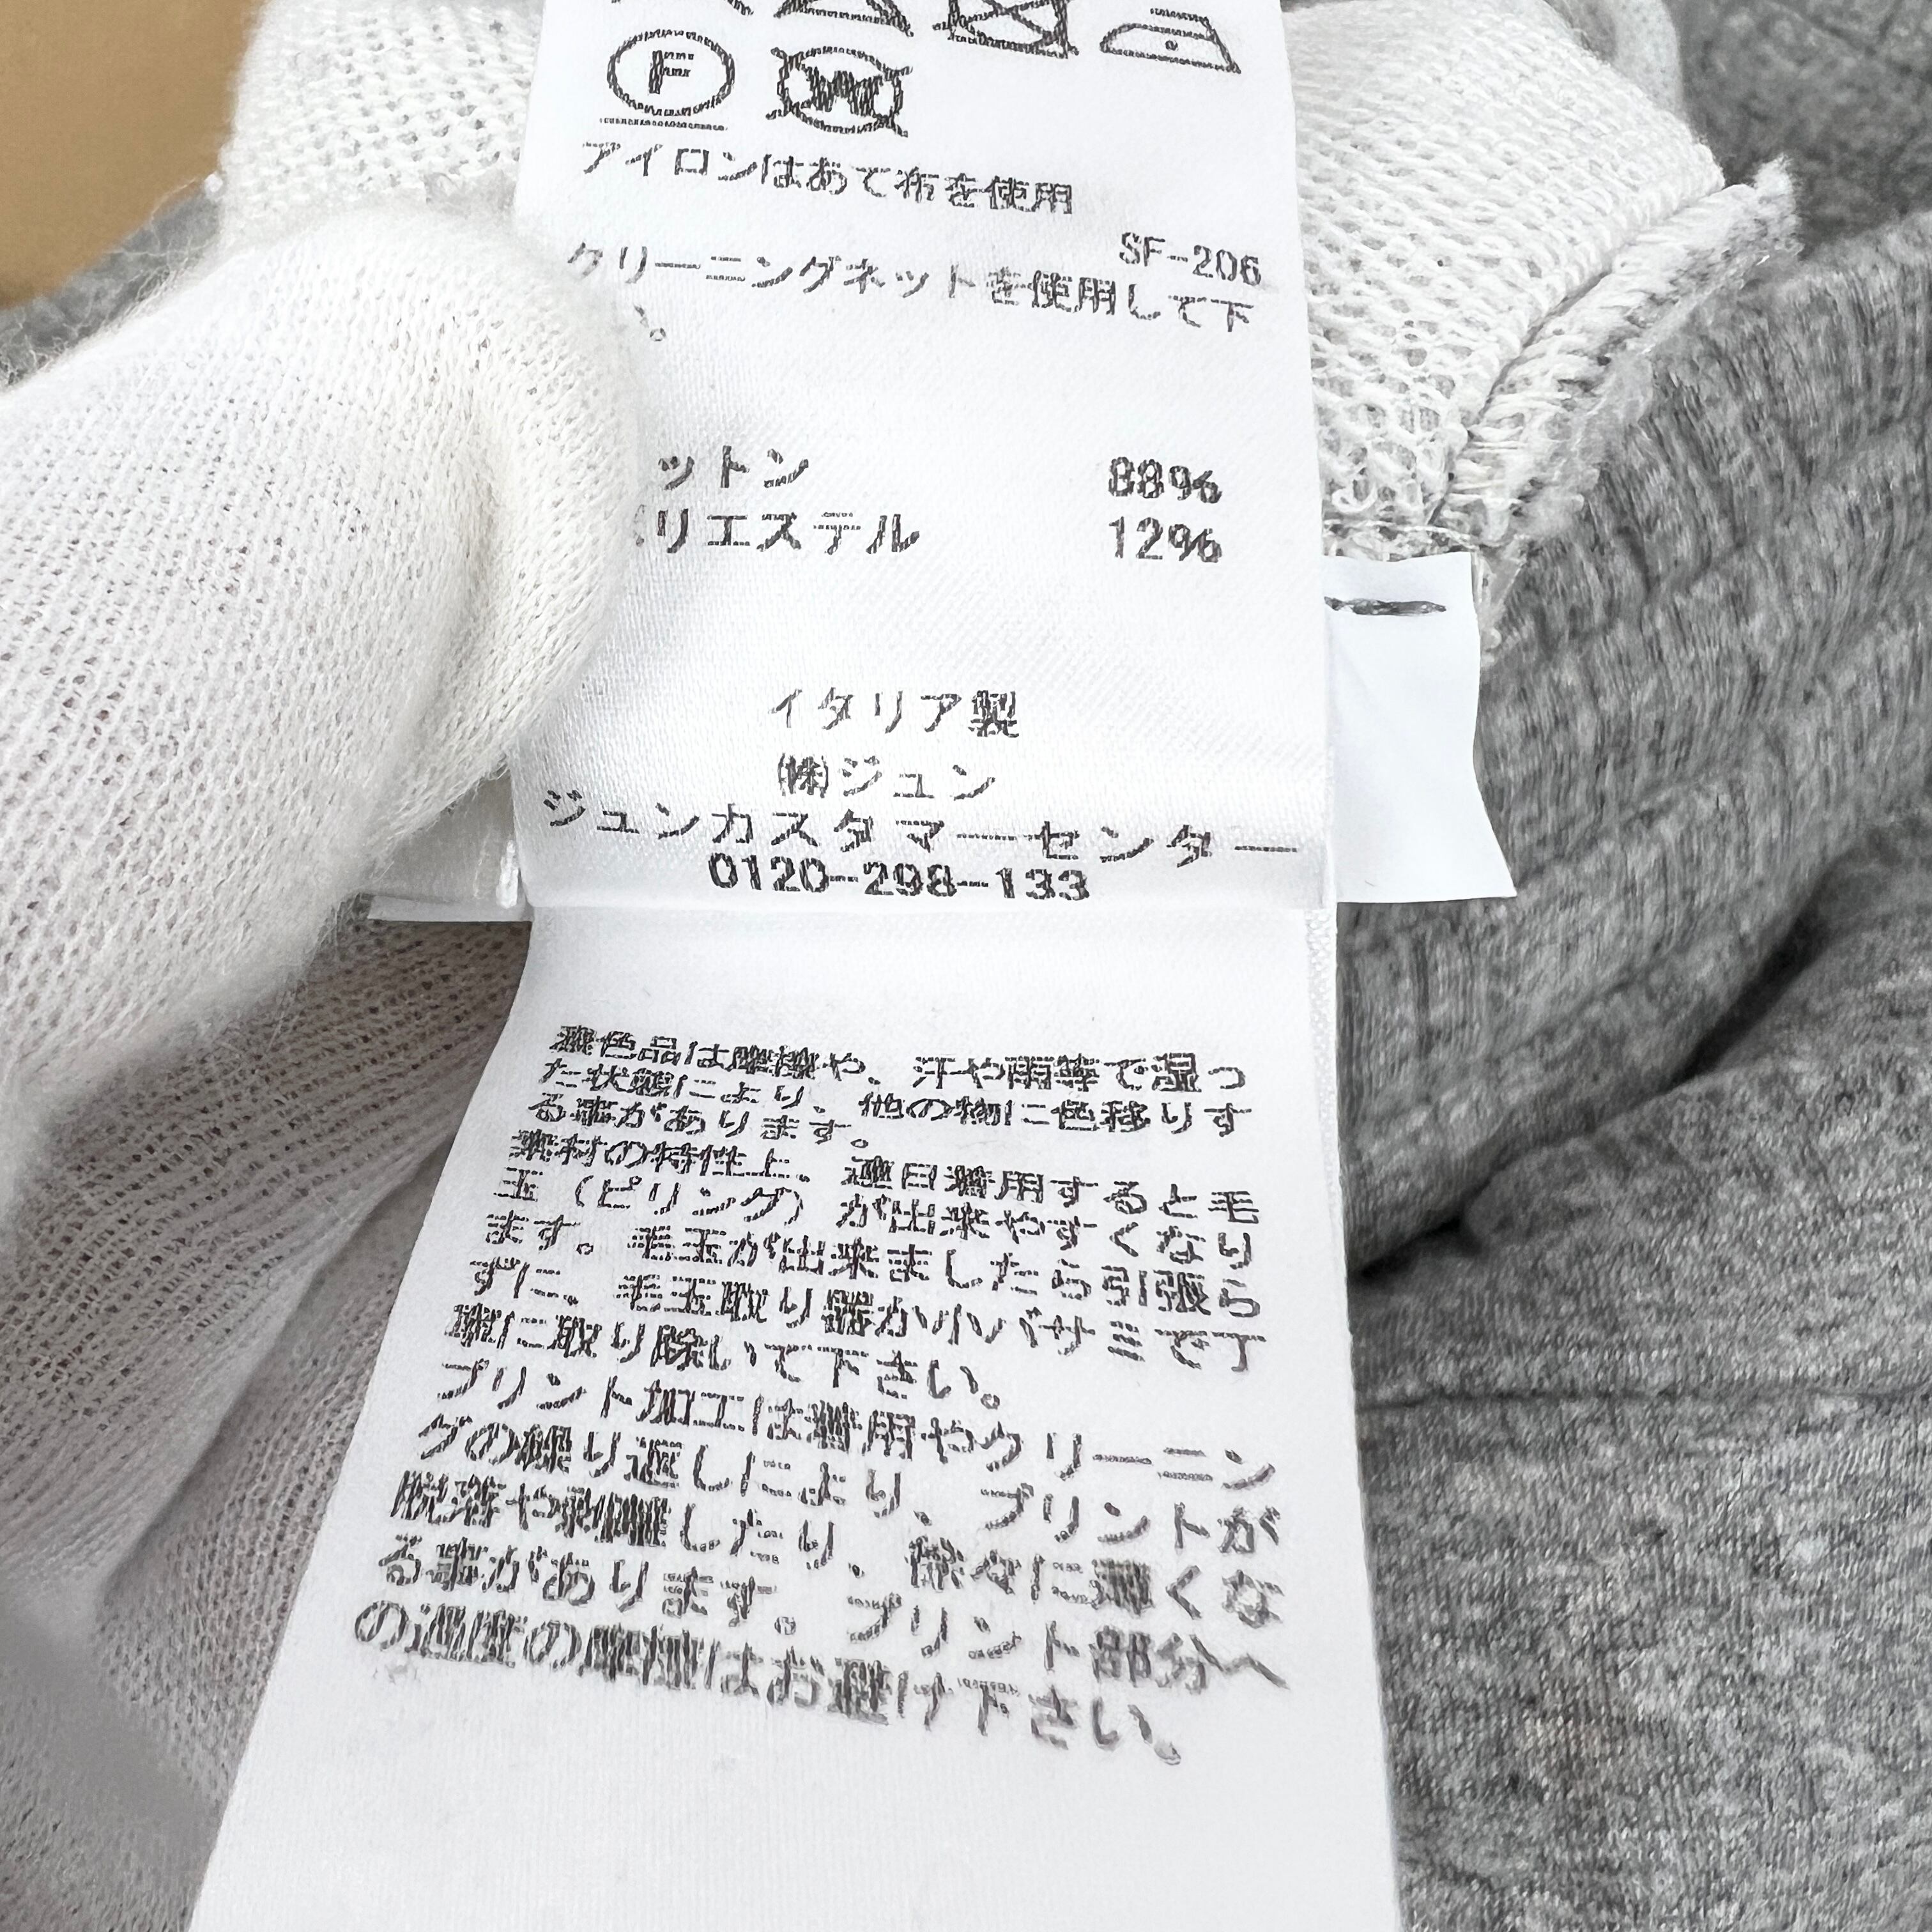 F
W
アイロンはあて布を使用
SF-206
クリーニングネットを使用して下
い。
ットン 88%
リエステル 12%
イタリア製
㈱ジュン
ジュンカスタマーセンター
0120-298-133
濃色品は摩擦や、汗や雨等で湿っ
た状態により、他の物に色移りす
る事があります。
素材の特性上、連日着用すると毛
玉（ピリング）が出来やすくなり
ます。毛玉が出来ましたら引張ら
ずに、毛玉取り器か小バサミで丁
寧に取り除いて下さい。
プリント加工は着用やクリーニン
グの繰り返しにより、プリントが
脱落や剥離したり、徐々に薄くな
る事があります。プリント部分へ
の過度の摩擦はお避け下さい。